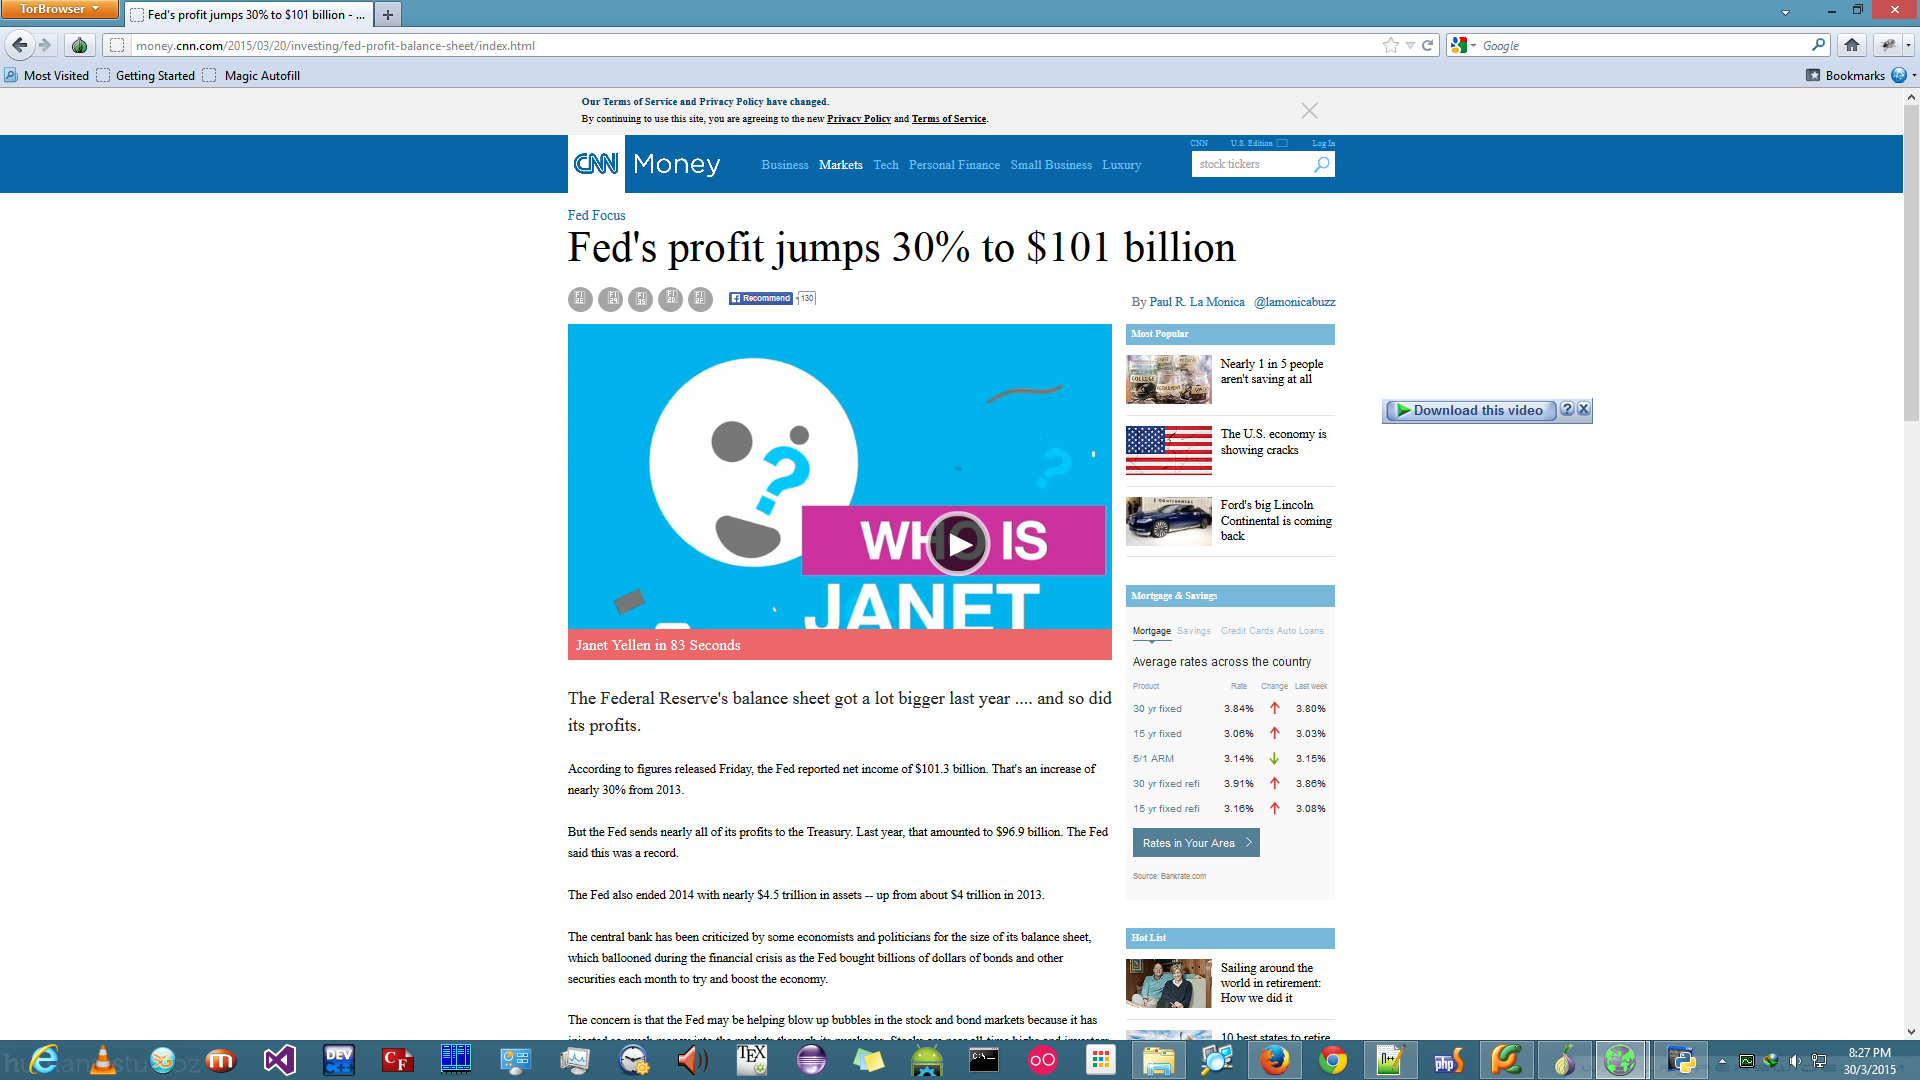 TorBrowser
Fed's profit jumps 30% to $101 billion - ...
money.cnn.com/2015/03/20/investing/fed-profit-balance-sheet/index.html
Google
Most Visited
Getting Started
Magic Autofill
Bookmarks
Our Terms of Service and Privacy Policy have changed.
By continuing to use this site, you are agreeing to the new Privacy Policy and Terms of Service.
CNN Money
Business Markets Tech Personal Finance Small Business Luxury
CNN U.S. Edition Log In
stock tickers
Fed Focus
Fed's profit jumps 30% to $101 billion
Recommend 130
By Paul R. La Monica @lamonicabuzz
WHO IS
JANET
Janet Yellen in 83 Seconds
The Federal Reserve's balance sheet got a lot bigger last year .... and so did
its profits.
According to figures released Friday, the Fed reported net income of $101.3 billion. That's an increase of
nearly 30% from 2013.
But the Fed sends nearly all of its profits to the Treasury. Last year, that amounted to $96.9 billion. The Fed
said this was a record.
The Fed also ended 2014 with nearly $4.5 trillion in assets -- up from about $4 trillion in 2013.
The central bank has been criticized by some economists and politicians for the size of its balance sheet,
which ballooned during the financial crisis as the Fed bought billions of dollars of bonds and other
securities each month to try and boost the economy.
The concern is that the Fed may be helping blow up bubbles in the stock and bond markets because it has
Most Popular
Nearly 1 in 5 people
aren't saving at all
The U.S. economy is
showing cracks
Ford's big Lincoln
Continental is coming
back
Mortgage & Savings
Mortgage Savings Credit Cards Auto Loans
Average rates across the country
Product Rate Change Last week
30 yr fixed 3.84% 3.80%
15 yr fixed 3.06% 3.03%
5/1 ARM 3.14% 3.15%
30 yr fixed refi 3.91% 3.86%
15 yr fixed refi 3.16% 3.08%
Rates in Your Area
Source: Bankrate.com
Hot List
Sailing around the
world in retirement:
How we did it
10 best states to retire
Download this video
8:27 PM
30/3/2015